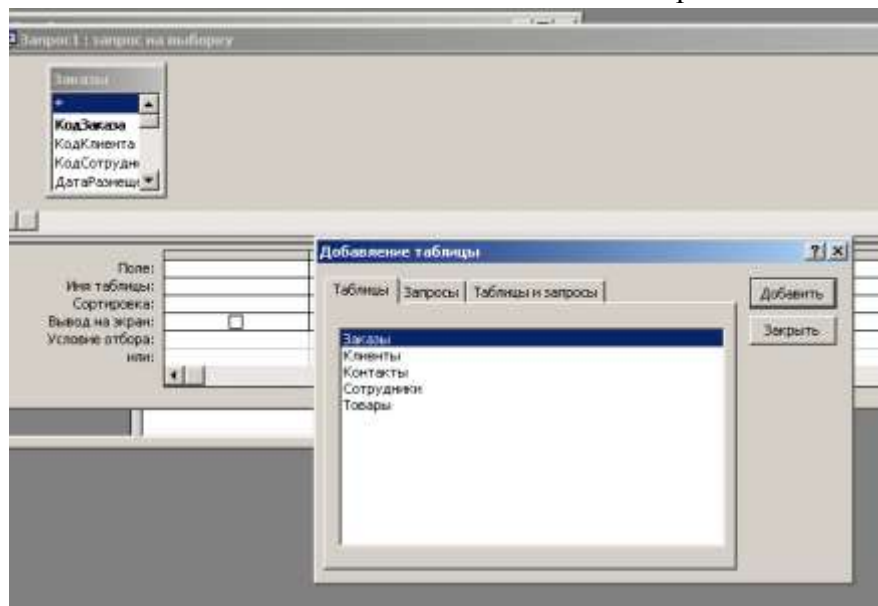 Запрос1 : запрос на выборку
Заказы
*
КодЗаказа
КодКлиента
КодСотрудн
ДатаРазмещ
Поле:
Имя таблицы:
Сортировка:
Вывод на экран:
Условие отбора:
или:
Добавление таблицы
Таблицы Запросы Таблицы и запросы
Добавить
Закрыть
Заказы
Клиенты
Контакты
Сотрудники
Товары